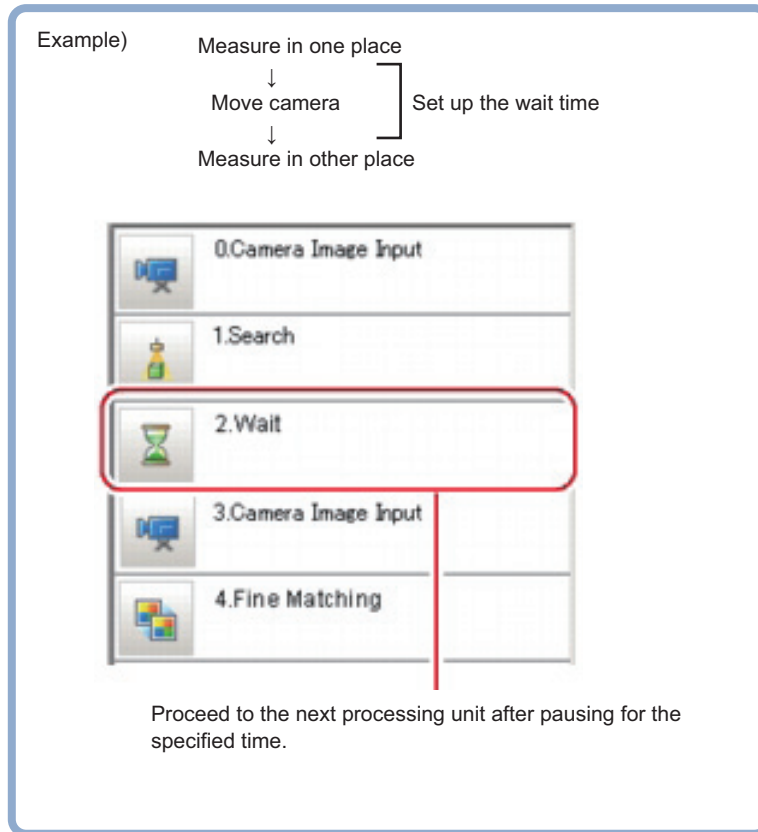 Example)
Measure in one place
↓
Move camera
Set up the wait time
↓
Measure in other place
0.Camera Image Input
1.Search
2.Wait
3.Camera Image Input
4.Fine Matching
Proceed to the next processing unit after pausing for the
specified time.